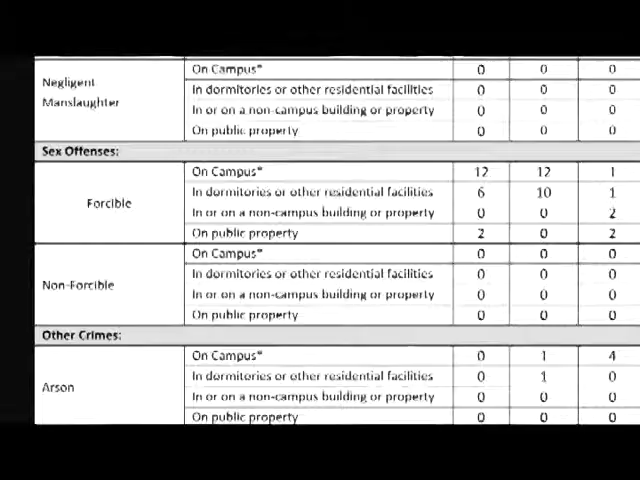 On Campus* 0 0 0
Negligent Manslaughter
In dormitories or other residential facilities 0 0 0
In or on a non-campus building or property 0 0 0
On public property 0 0 0
Sex Offenses:
On Campus* 12 12 1
Forcible
In dormitories or other residential facilities 6 10 1
In or on a non-campus building or property 0 0 2
On public property 2 0 2
On Campus* 0 0 0
Non-Forcible
In dormitories or other residential facilities 0 0 0
In or on a non-campus building or property 0 0 0
On public property 0 0 0
Other Crimes:
On Campus* 0 1 4
Arson
In dormitories or other residential facilities 0 1 0
In or on a non-campus building or property 0 0 0
On public property 0 0 0